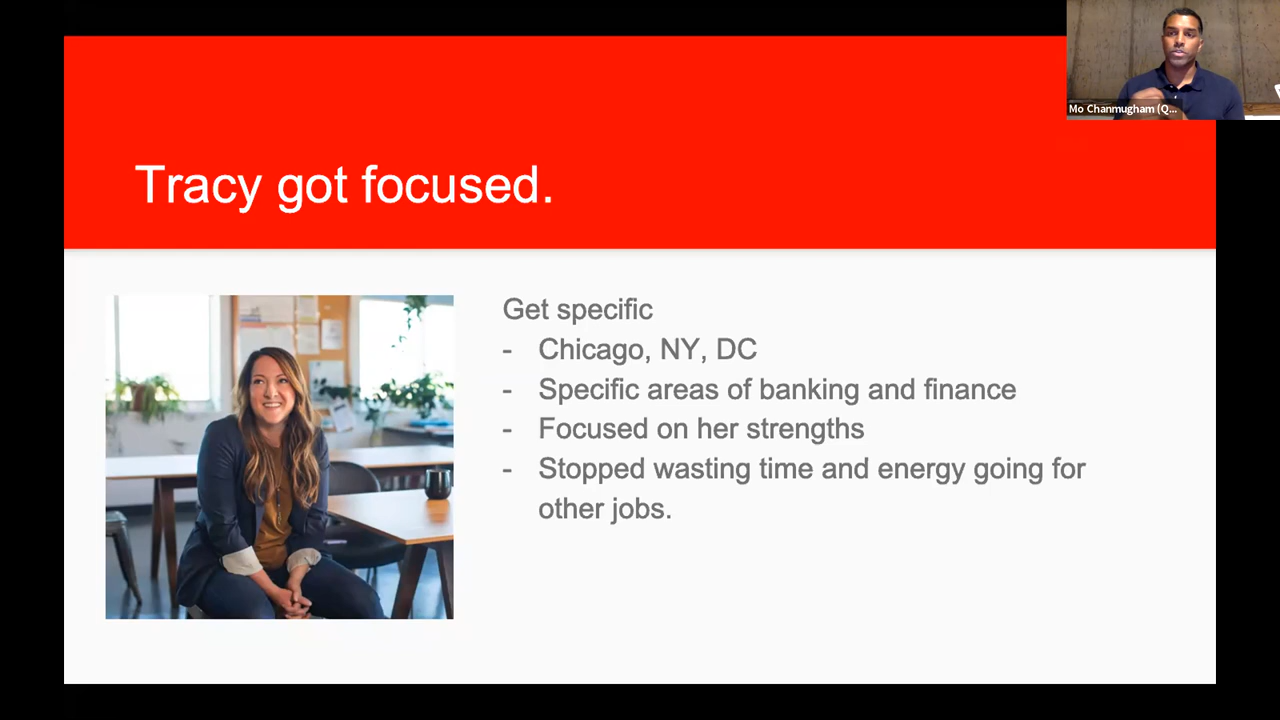 Mo Chanmugham (Q...
Tracy got focused.
Get specific
- Chicago, NY, DC
- Specific areas of banking and finance
- Focused on her strengths
- Stopped wasting time and energy going for
other jobs.